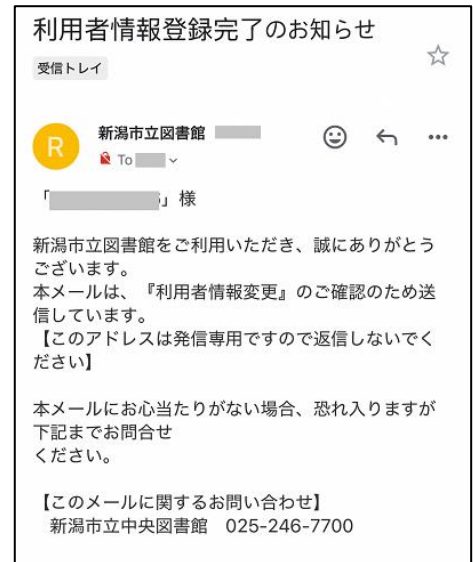 利用者情報登録完了のお知らせ
受信トレイ
R
新潟市立図書館
To
「 」様
新潟市立図書館をご利用いただき、誠にありがとう
ございます。
本メールは、『利用者情報変更』のご確認のため送
信しています。
【このアドレスは発信専用ですので返信しないでく
ださい】
本メールにお心当たりがない場合、恐れ入りますが
下記までお問合せ
ください。
【このメールに関するお問い合わせ】
新潟市立中央図書館 025-246-7700